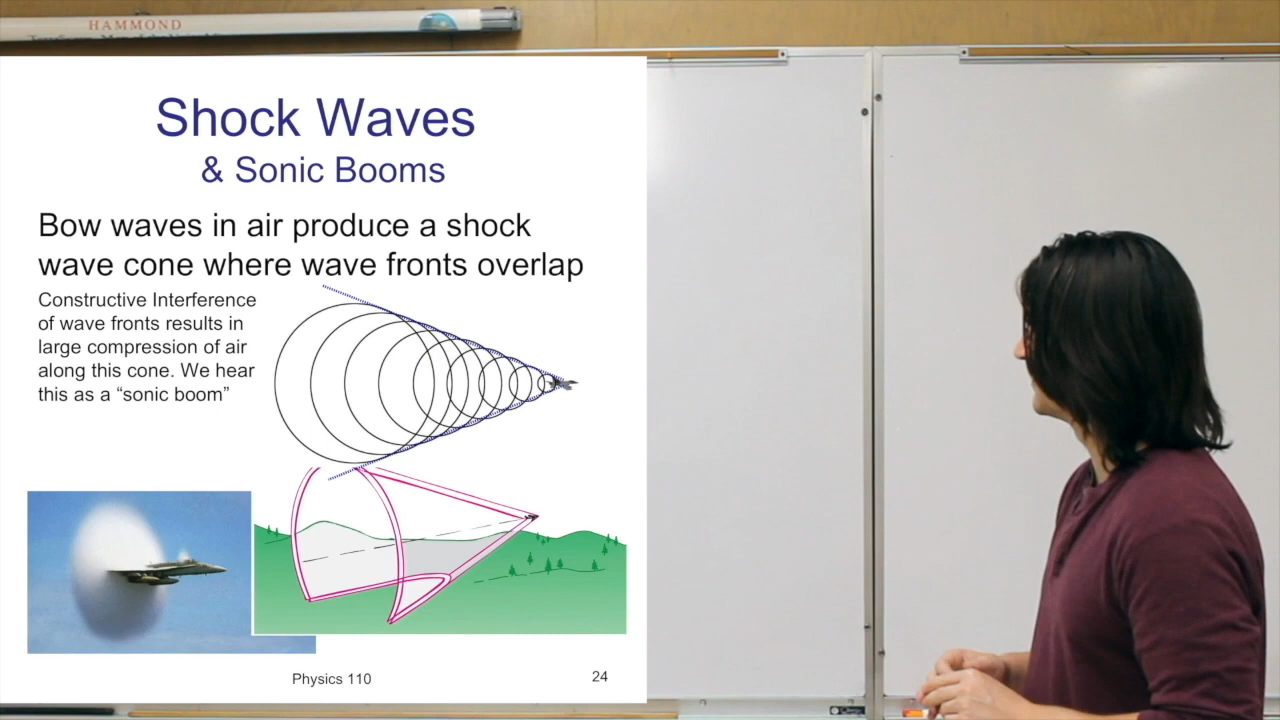 HAMMOND
Shock Waves
& Sonic Booms
Bow waves in air produce a shock
wave cone where wave fronts overlap
Constructive Interference
of wave fronts results in
large compression of air
along this cone. We hear
this as a “sonic boom”
Physics 110
24